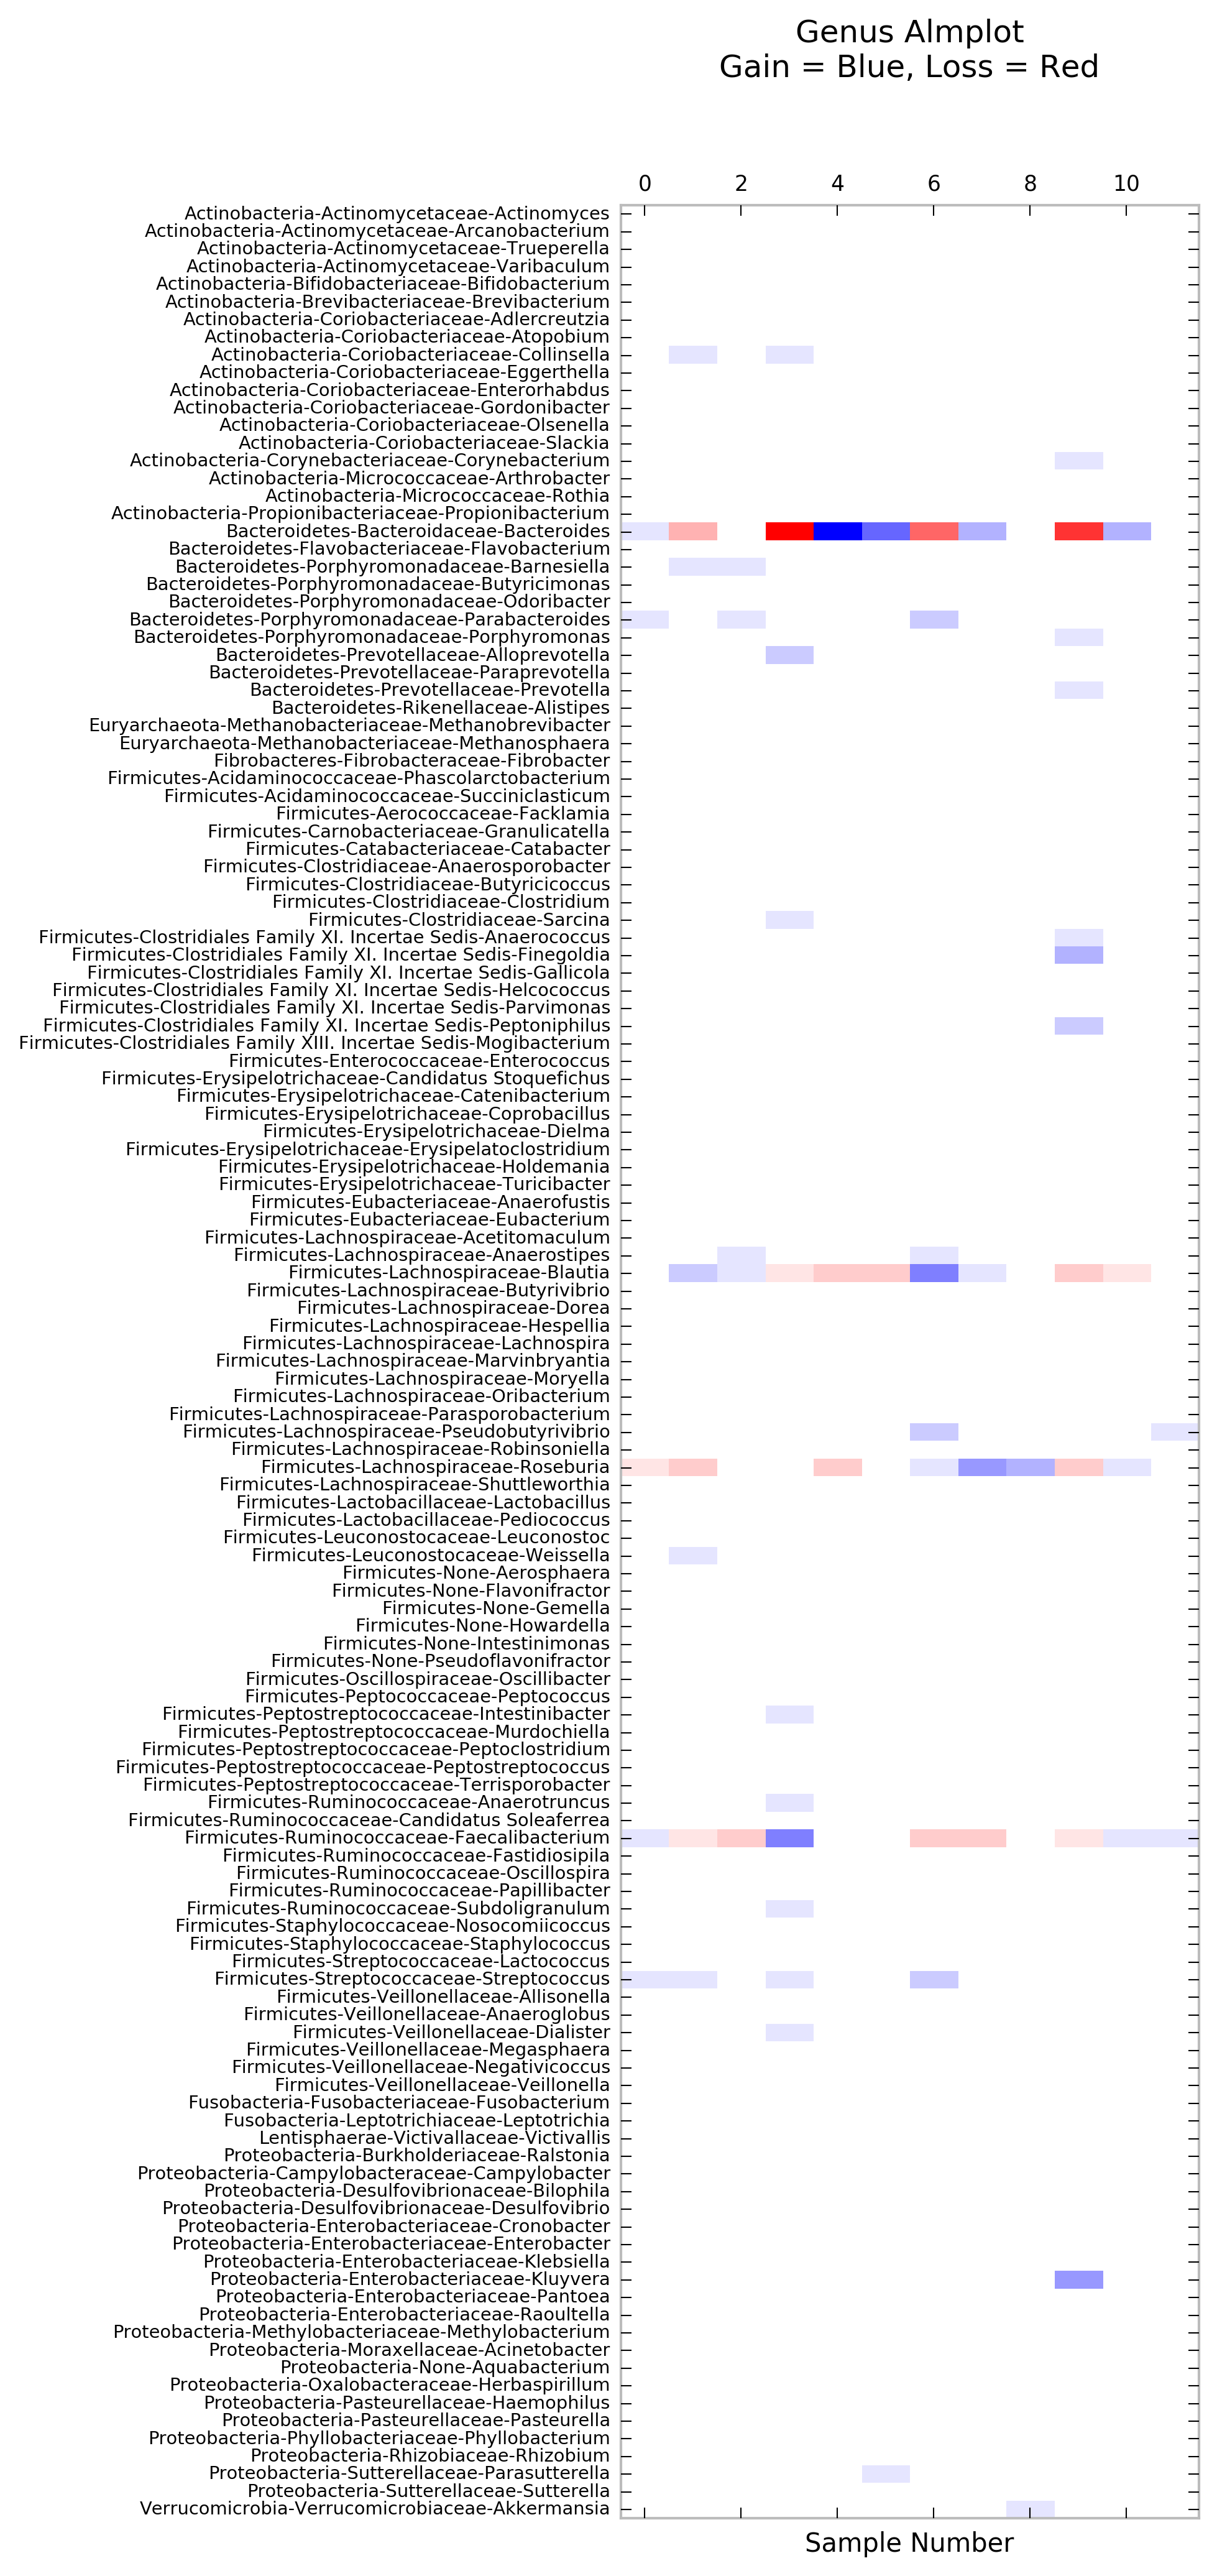 Genus Almplot
Gain = Blue, Loss = Red
0 2 4 6 8 10
Actinobacteria-Actinomycetaceae-Actinomyces
Actinobacteria-Actinomycetaceae-Arcanobacterium
Actinobacteria-Actinomycetaceae-Trueperella
Actinobacteria-Actinomycetaceae-Varibaculum
Actinobacteria-Bifidobacteriaceae-Bifidobacterium
Actinobacteria-Brevibacteriaceae-Brevibacterium
Actinobacteria-Coriobacteriaceae-Adlercreutzia
Actinobacteria-Coriobacteriaceae-Atopobium
Actinobacteria-Coriobacteriaceae-Collinsella
Actinobacteria-Coriobacteriaceae-Eggerthella
Actinobacteria-Coriobacteriaceae-Enterorhabdus
Actinobacteria-Coriobacteriaceae-Gordonibacter
Actinobacteria-Coriobacteriaceae-Olsenella
Actinobacteria-Coriobacteriaceae-Slackia
Actinobacteria-Corynebacteriaceae-Corynebacterium
Actinobacteria-Micrococcaceae-Arthrobacter
Actinobacteria-Micrococcaceae-Rothia
Actinobacteria-Propionibacteriaceae-Propionibacterium
Bacteroidetes-Bacteroidaceae-Bacteroides
Bacteroidetes-Flavobacteriaceae-Flavobacterium
Bacteroidetes-Porphyromonadaceae-Barnesiella
Bacteroidetes-Porphyromonadaceae-Butyricimonas
Bacteroidetes-Porphyromonadaceae-Odoribacter
Bacteroidetes-Porphyromonadaceae-Parabacteroides
Bacteroidetes-Porphyromonadaceae-Porphyromonas
Bacteroidetes-Prevotellaceae-Alloprevotella
Bacteroidetes-Prevotellaceae-Paraprevotella
Bacteroidetes-Prevotellaceae-Prevotella
Bacteroidetes-Rikenellaceae-Alistipes
Euryarchaeota-Methanobacteriaceae-Methanobrevibacter
Euryarchaeota-Methanobacteriaceae-Methanosphaera
Fibrobacteres-Fibrobacteraceae-Fibrobacter
Firmicutes-Acidaminococcaceae-Phascolarctobacterium
Firmicutes-Acidaminococcaceae-Succiniclasticum
Firmicutes-Aerococcaceae-Facklamia
Firmicutes-Carnobacteriaceae-Granulicatella
Firmicutes-Catabacteriaceae-Catabacter
Firmicutes-Clostridiaceae-Anaerosporobacter
Firmicutes-Clostridiaceae-Butyricicoccus
Firmicutes-Clostridiaceae-Clostridium
Firmicutes-Clostridiaceae-Sarcina
Firmicutes-Clostridiales Family XI. Incertae Sedis-Anaerococcus
Firmicutes-Clostridiales Family XI. Incertae Sedis-Finegoldia
Firmicutes-Clostridiales Family XI. Incertae Sedis-Gallicola
Firmicutes-Clostridiales Family XI. Incertae Sedis-Helcococcus
Firmicutes-Clostridiales Family XI. Incertae Sedis-Parvimonas
Firmicutes-Clostridiales Family XI. Incertae Sedis-Peptoniphilus
Firmicutes-Clostridiales Family XIII. Incertae Sedis-Mogibacterium
Firmicutes-Enterococcaceae-Enterococcus
Firmicutes-Erysipelotrichaceae-Candidatus Stoquefichus
Firmicutes-Erysipelotrichaceae-Catenibacterium
Firmicutes-Erysipelotrichaceae-Coprobacillus
Firmicutes-Erysipelotrichaceae-Dielma
Firmicutes-Erysipelotrichaceae-Erysipelatoclostridium
Firmicutes-Erysipelotrichaceae-Holdemania
Firmicutes-Erysipelotrichaceae-Turicibacter
Firmicutes-Eubacteriaceae-Anaerofustis
Firmicutes-Eubacteriaceae-Eubacterium
Firmicutes-Lachnospiraceae-Acetitomaculum
Firmicutes-Lachnospiraceae-Anaerostipes
Firmicutes-Lachnospiraceae-Blautia
Firmicutes-Lachnospiraceae-Butyrivibrio
Firmicutes-Lachnospiraceae-Dorea
Firmicutes-Lachnospiraceae-Hespellia
Firmicutes-Lachnospiraceae-Lachnospira
Firmicutes-Lachnospiraceae-Marvinbryantia
Firmicutes-Lachnospiraceae-Moryella
Firmicutes-Lachnospiraceae-Oribacterium
Firmicutes-Lachnospiraceae-Parasporobacterium
Firmicutes-Lachnospiraceae-Pseudobutyrivibrio
Firmicutes-Lachnospiraceae-Robinsoniella
Firmicutes-Lachnospiraceae-Roseburia
Firmicutes-Lachnospiraceae-Shuttleworthia
Firmicutes-Lactobacillaceae-Lactobacillus
Firmicutes-Lactobacillaceae-Pediococcus
Firmicutes-Leuconostocaceae-Leuconostoc
Firmicutes-Leuconostocaceae-Weissella
Firmicutes-None-Aerosphaera
Firmicutes-None-Flavonifractor
Firmicutes-None-Gemella
Firmicutes-None-Howardella
Firmicutes-None-Intestinimonas
Firmicutes-None-Pseudoflavonifractor
Firmicutes-Oscillospiraceae-Oscillibacter
Firmicutes-Peptococcaceae-Peptococcus
Firmicutes-Peptostreptococcaceae-Intestinibacter
Firmicutes-Peptostreptococcaceae-Murdochiella
Firmicutes-Peptostreptococcaceae-Peptoclostridium
Firmicutes-Peptostreptococcaceae-Peptostreptococcus
Firmicutes-Peptostreptococcaceae-Terrisporobacter
Firmicutes-Ruminococcaceae-Anaerotruncus
Firmicutes-Ruminococcaceae-Candidatus Soleaferrea
Firmicutes-Ruminococcaceae-Faecalibacterium
Firmicutes-Ruminococcaceae-Fastidiosipila
Firmicutes-Ruminococcaceae-Oscillospira
Firmicutes-Ruminococcaceae-Papillibacter
Firmicutes-Ruminococcaceae-Subdoligranulum
Firmicutes-Staphylococcaceae-Nosocomiicoccus
Firmicutes-Staphylococcaceae-Staphylococcus
Firmicutes-Streptococcaceae-Lactococcus
Firmicutes-Streptococcaceae-Streptococcus
Firmicutes-Veillonellaceae-Allisonella
Firmicutes-Veillonellaceae-Anaeroglobus
Firmicutes-Veillonellaceae-Dialister
Firmicutes-Veillonellaceae-Megasphaera
Firmicutes-Veillonellaceae-Negativicoccus
Firmicutes-Veillonellaceae-Veillonella
Fusobacteria-Fusobacteriaceae-Fusobacterium
Fusobacteria-Leptotrichiaceae-Leptotrichia
Lentisphaerae-Victivallaceae-Victivallis
Proteobacteria-Burkholderiaceae-Ralstonia
Proteobacteria-Campylobacteraceae-Campylobacter
Proteobacteria-Desulfovibrionaceae-Bilophila
Proteobacteria-Desulfovibrionaceae-Desulfovibrio
Proteobacteria-Enterobacteriaceae-Cronobacter
Proteobacteria-Enterobacteriaceae-Enterobacter
Proteobacteria-Enterobacteriaceae-Klebsiella
Proteobacteria-Enterobacteriaceae-Kluyvera
Proteobacteria-Enterobacteriaceae-Pantoea
Proteobacteria-Enterobacteriaceae-Raoultella
Proteobacteria-Methylobacteriaceae-Methylobacterium
Proteobacteria-Moraxellaceae-Acinetobacter
Proteobacteria-None-Aquabacterium
Proteobacteria-Oxalobacteraceae-Herbaspirillum
Proteobacteria-Pasteurellaceae-Haemophilus
Proteobacteria-Pasteurellaceae-Pasteurella
Proteobacteria-Phyllobacteriaceae-Phyllobacterium
Proteobacteria-Rhizobiaceae-Rhizobium
Proteobacteria-Sutterellaceae-Parasutterella
Proteobacteria-Sutterellaceae-Sutterella
Verrucomicrobia-Verrucomicrobiaceae-Akkermansia
Sample Number